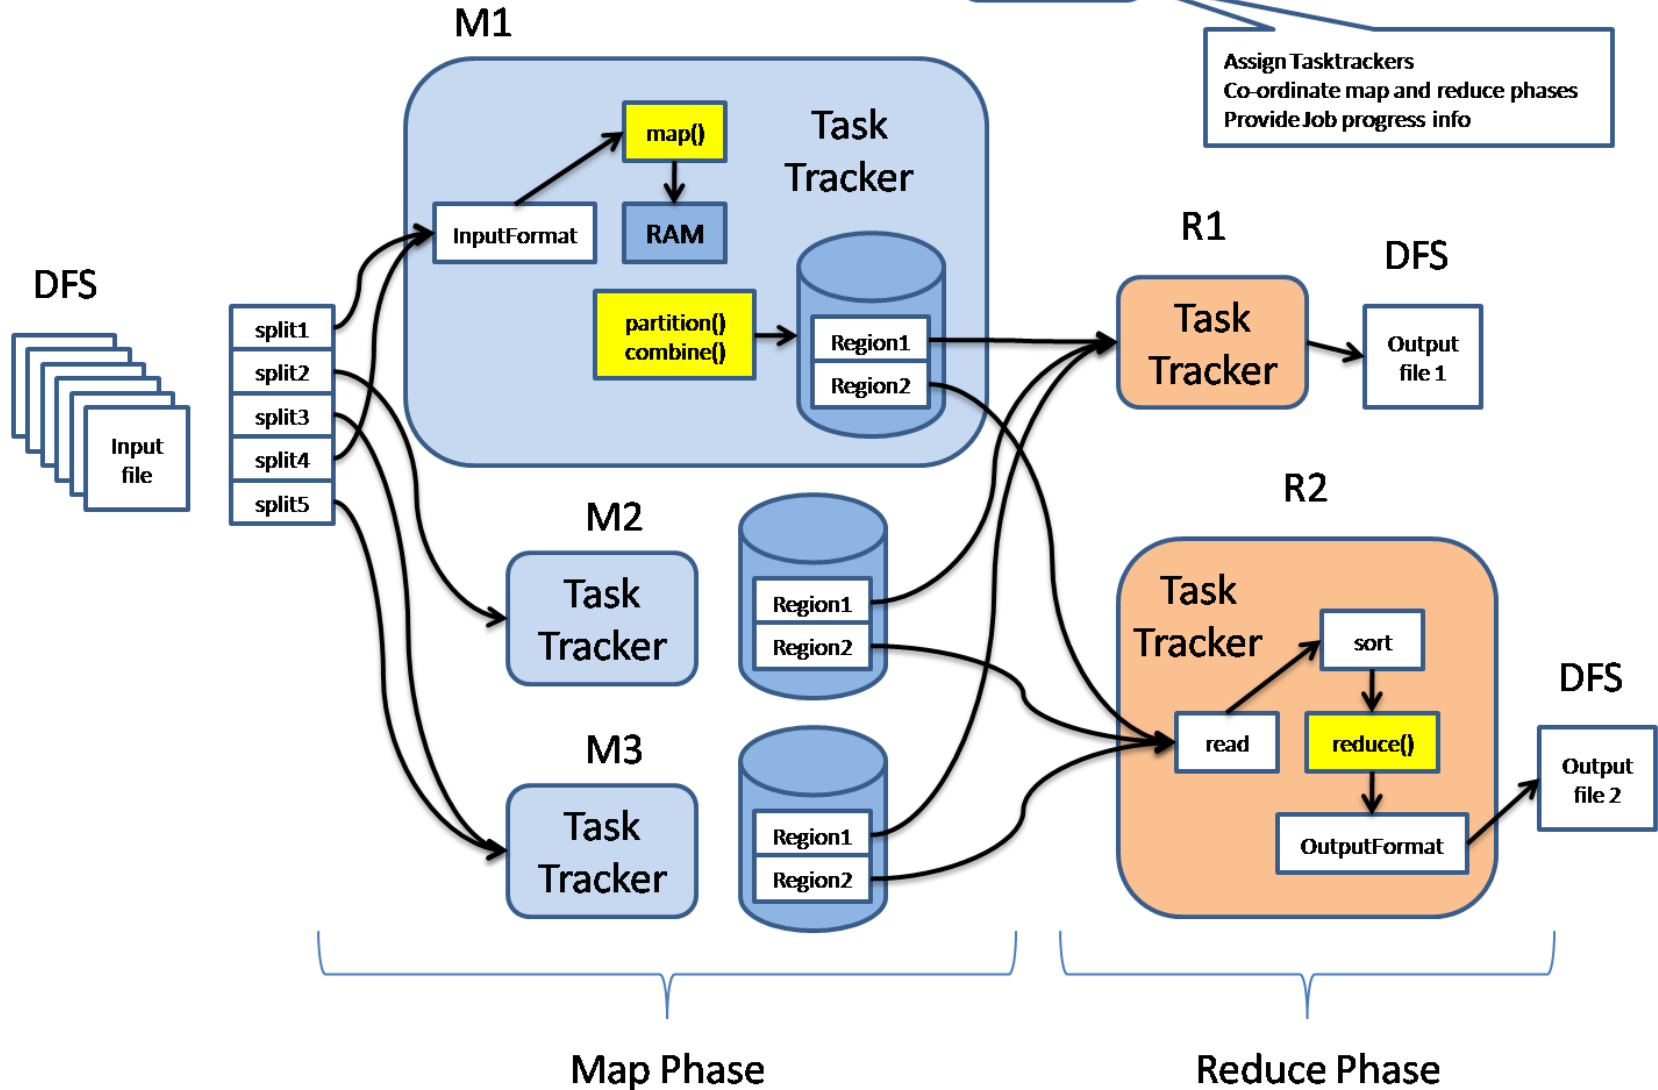 M1
Assign Tasktrackers
Co-ordinate map and reduce phases
Provide Job progress info
map()
Task
Tracker
InputFormat
RAM
partition()
combine()
Region1
Region2
DFS
Input
file
split1
split2
split3
split4
split5
M2
Task
Tracker
Region1
Region2
M3
Task
Tracker
Region1
Region2
R1
Task
Tracker
DFS
Output
file 1
R2
Task
Tracker
sort
read
reduce()
OutputFormat
DFS
Output
file 2
Map Phase
Reduce Phase